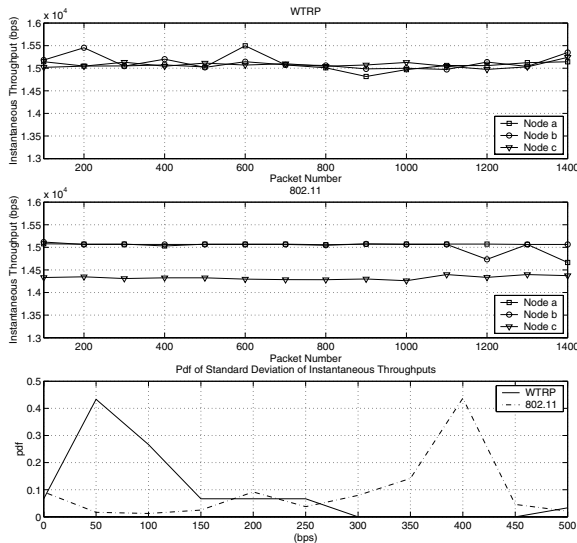 WTRP
x 10⁴
Instantaneous Throughput (bps)
1.6
1.55
1.5
1.45
1.4
1.35
1.3
200 400 600 800 1000 1200 1400
Packet Number
Node a
Node b
Node c
802.11
x 10⁴
Instantaneous Throughput (bps)
1.6
1.55
1.5
1.45
1.4
1.35
1.3
200 400 600 800 1000 1200 1400
Packet Number
Node a
Node b
Node c
Pdf of Standard Deviation of Instantaneous Throughputs
pdf
0.5
0.4
0.3
0.2
0.1
0
0 50 100 150 200 250 300 350 400 450 500
(bps)
WTRP
802.11